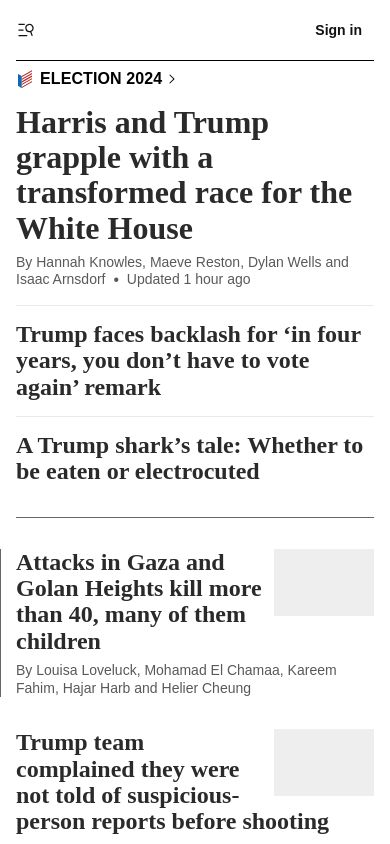 Sign in
ELECTION 2024
Harris and Trump
grapple with a
transformed race for the
White House
By Hannah Knowles, Maeve Reston, Dylan Wells and
Isaac Arnsdorf • Updated 1 hour ago
Trump faces backlash for ‘in four
years, you don’t have to vote
again’ remark
A Trump shark’s tale: Whether to
be eaten or electrocuted
Attacks in Gaza and
Golan Heights kill more
than 40, many of them
children
By Louisa Loveluck, Mohamad El Chamaa, Kareem
Fahim, Hajar Harb and Helier Cheung
Trump team
complained they were
not told of suspicious-
person reports before shooting